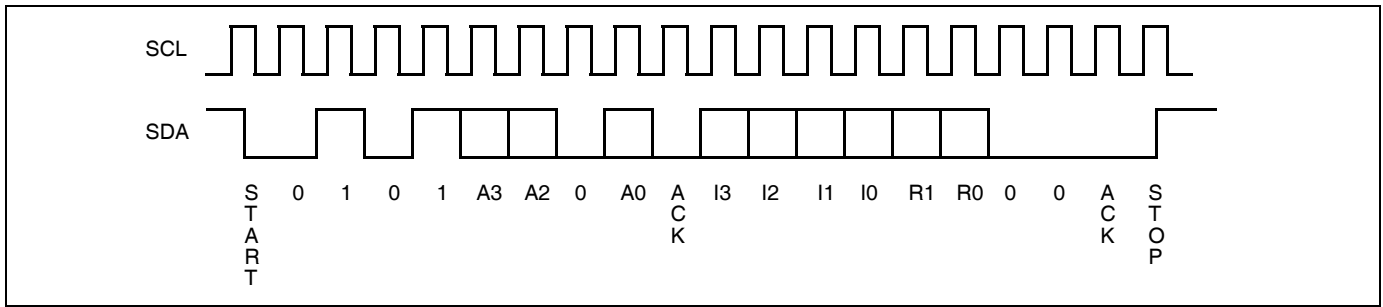 SCL
SDA
START 0 1 0 1 A3 A2 0 A0 ACK I3 I2 I1 I0 R1 R0 0 0 ACK STOP